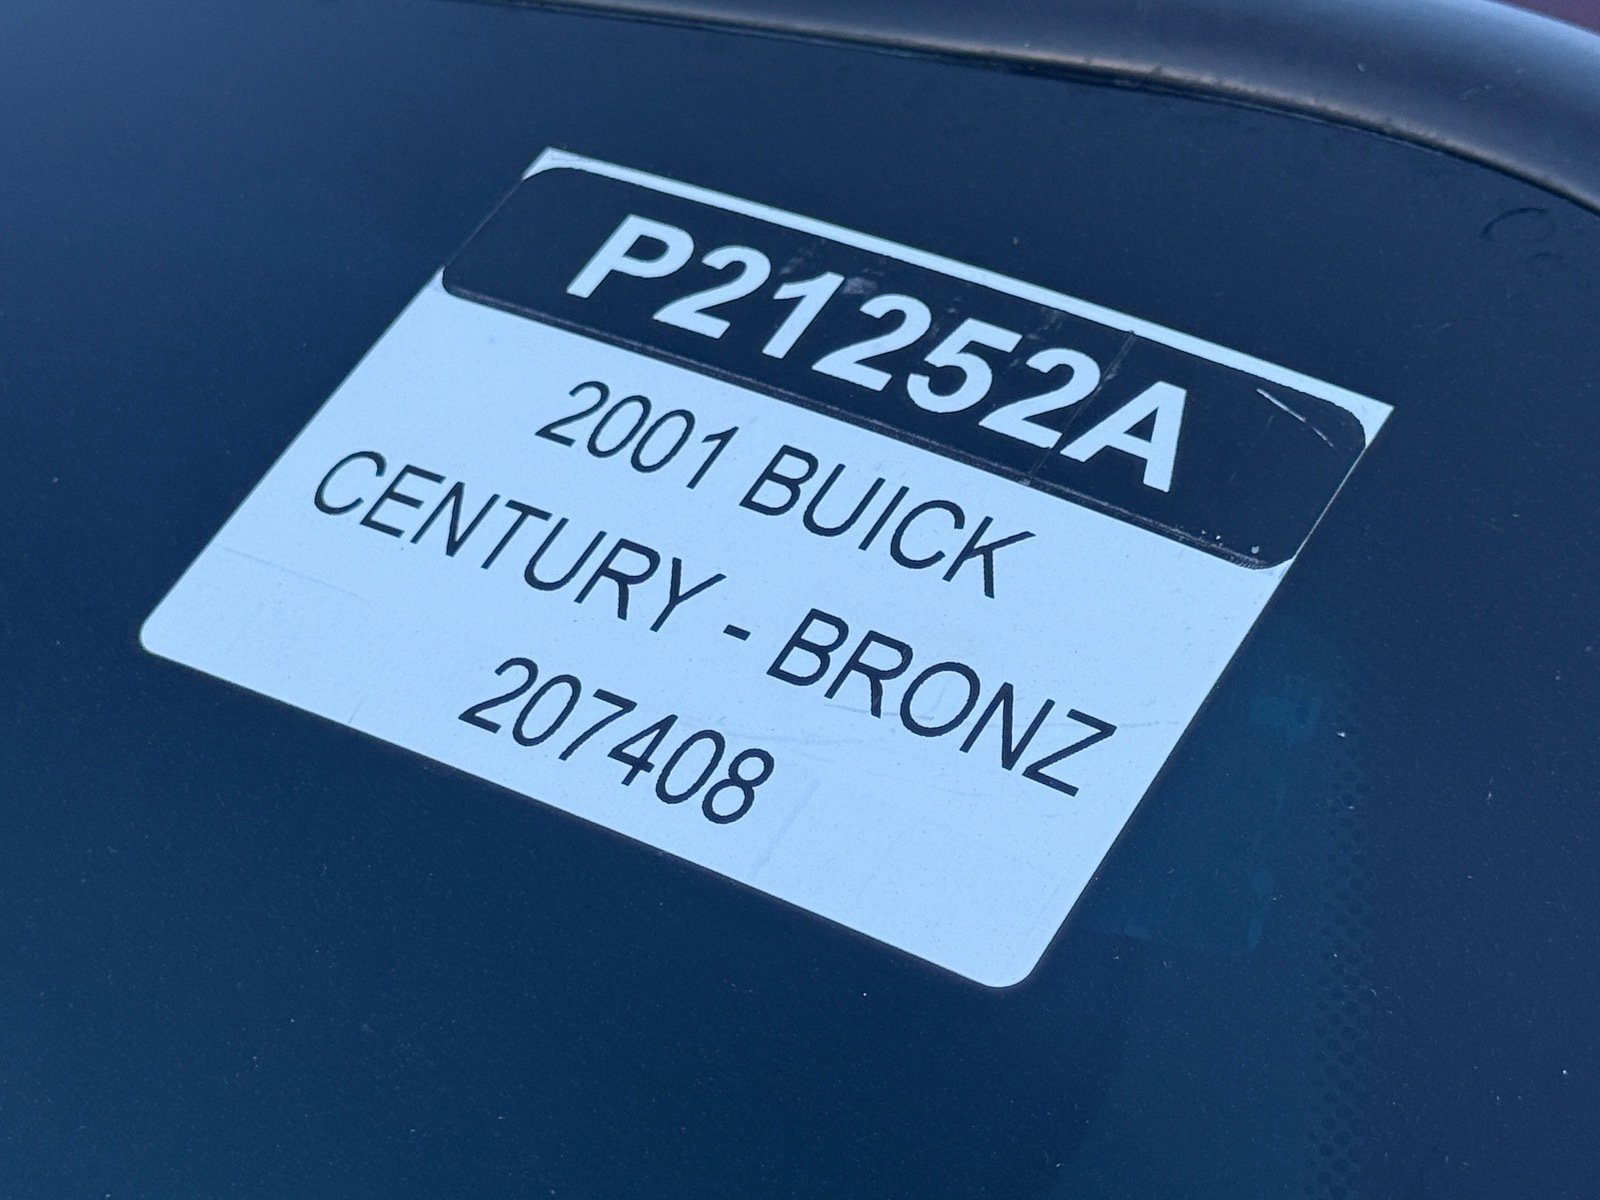 P21252A
2001 BUICK
CENTURY - BRONZ
207408